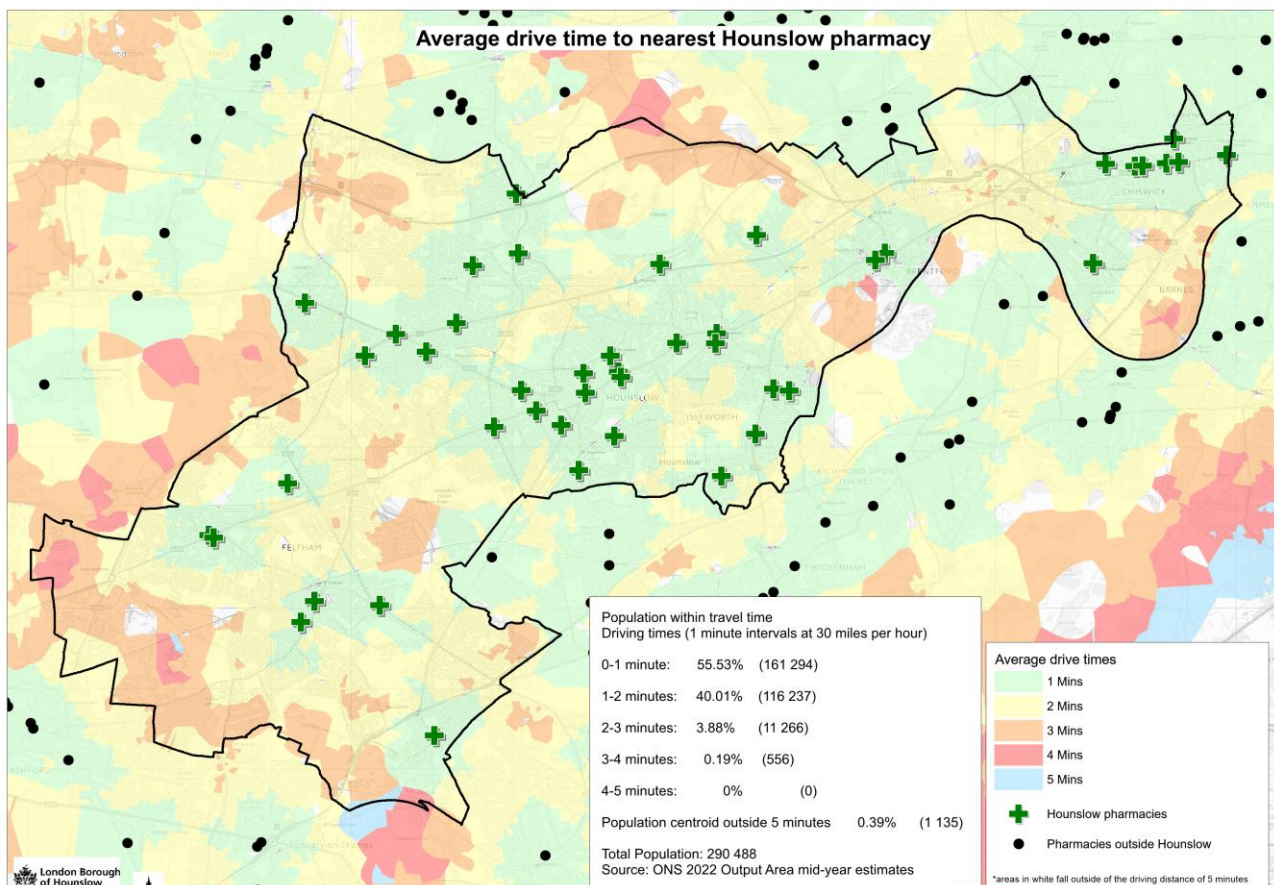 Average drive time to nearest Hounslow pharmacy
Hillingdon
CHISWICK
BRENTFORD
BARNES
HOUNSLOW
ISLEWORTH
Hounslow
RICHMOND UPON
THAMES
FELTHAM
TWICKENHAM
Sunbury-on-Thames
Population within travel time
Driving times (1 minute intervals at 30 miles per hour)
0-1 minute: 55.53% (161 294)
1-2 minutes: 40.01% (116 237)
2-3 minutes: 3.88% (11 266)
3-4 minutes: 0.19% (556)
4-5 minutes: 0% (0)
Population centroid outside 5 minutes 0.39% (1 135)
Total Population: 290 488
Source: ONS 2022 Output Area mid-year estimates
Average drive times
1 Mins
2 Mins
3 Mins
4 Mins
5 Mins
Hounslow pharmacies
Pharmacies outside Hounslow
*areas in white fall outside of the driving distance of 5 minutes
London Borough
of Hounslow